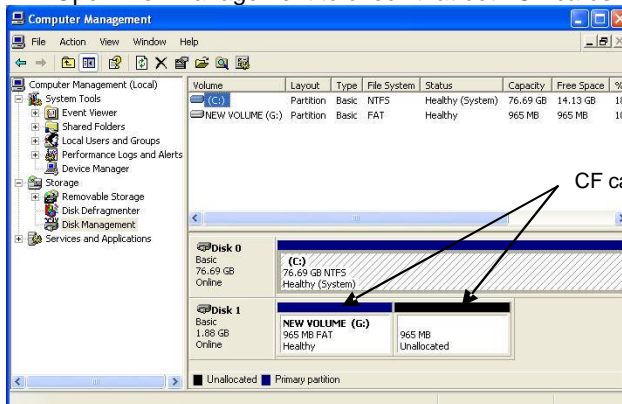 Computer Management
File Action View Window Help
Computer Management (Local)
System Tools
Event Viewer
Shared Folders
Local Users and Groups
Performance Logs and Alerts
Device Manager
Storage
Removable Storage
Disk Defragmenter
Disk Management
Services and Applications
Volume Layout Type File System Status Capacity Free Space %
(C:) Partition Basic NTFS Healthy (System) 76.69 GB 14.13 GB
NEW VOLUME (G:) Partition Basic FAT Healthy 965 MB 965 MB
CF
Disk 0
Basic
76.69 GB
Online
(C:)
76.69 GB NTFS
Healthy (System)
Disk 1
Basic
1.88 GB
Online
NEW VOLUME (G:)
965 MB FAT
Healthy
965 MB
Unallocated
Unallocated Primary partition